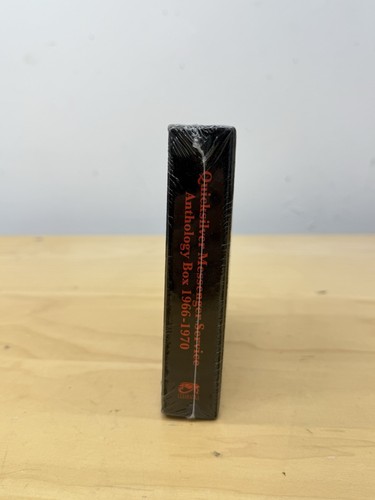 Quicksilver Messenger Service
Anthology Box 1966-1970